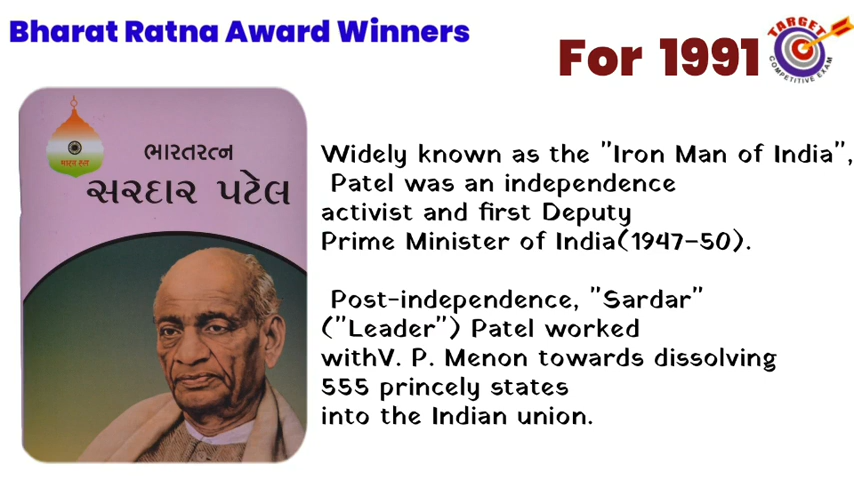 Bharat Ratna Award Winners
For 1991
TARGET
COMPETITIVE EXAM
ભારતરત્ન
સરદાર પટેલ
Widely known as the "Iron Man of India",
Patel was an independence
activist and first Deputy
Prime Minister of India(1947-50).
Post-independence, "Sardar"
("Leader") Patel worked
withV. P. Menon towards dissolving
555 princely states
into the Indian union.